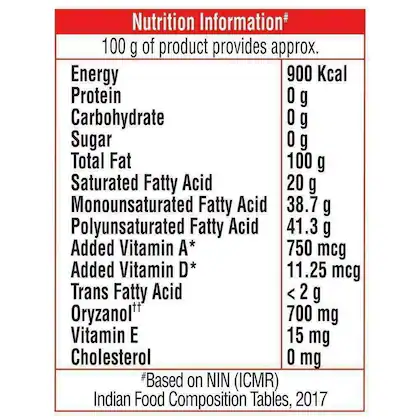 Nutrition Information#
100 g of product provides approx.
Energy 900 Kcal
Protein 0 g
Carbohydrate 0 g
Sugar 0 g
Total Fat 100 g
Saturated Fatty Acid 20 g
Monounsaturated Fatty Acid 38.7 g
Polyunsaturated Fatty Acid 41.3 g
Added Vitamin A* 750 mcg
Added Vitamin D* 11.25 mcg
Trans Fatty Acid < 2 g
Oryzanol†† 700 mg
Vitamin E 15 mg
Cholesterol 0 mg
#Based on NIN (ICMR)
Indian Food Composition Tables, 2017